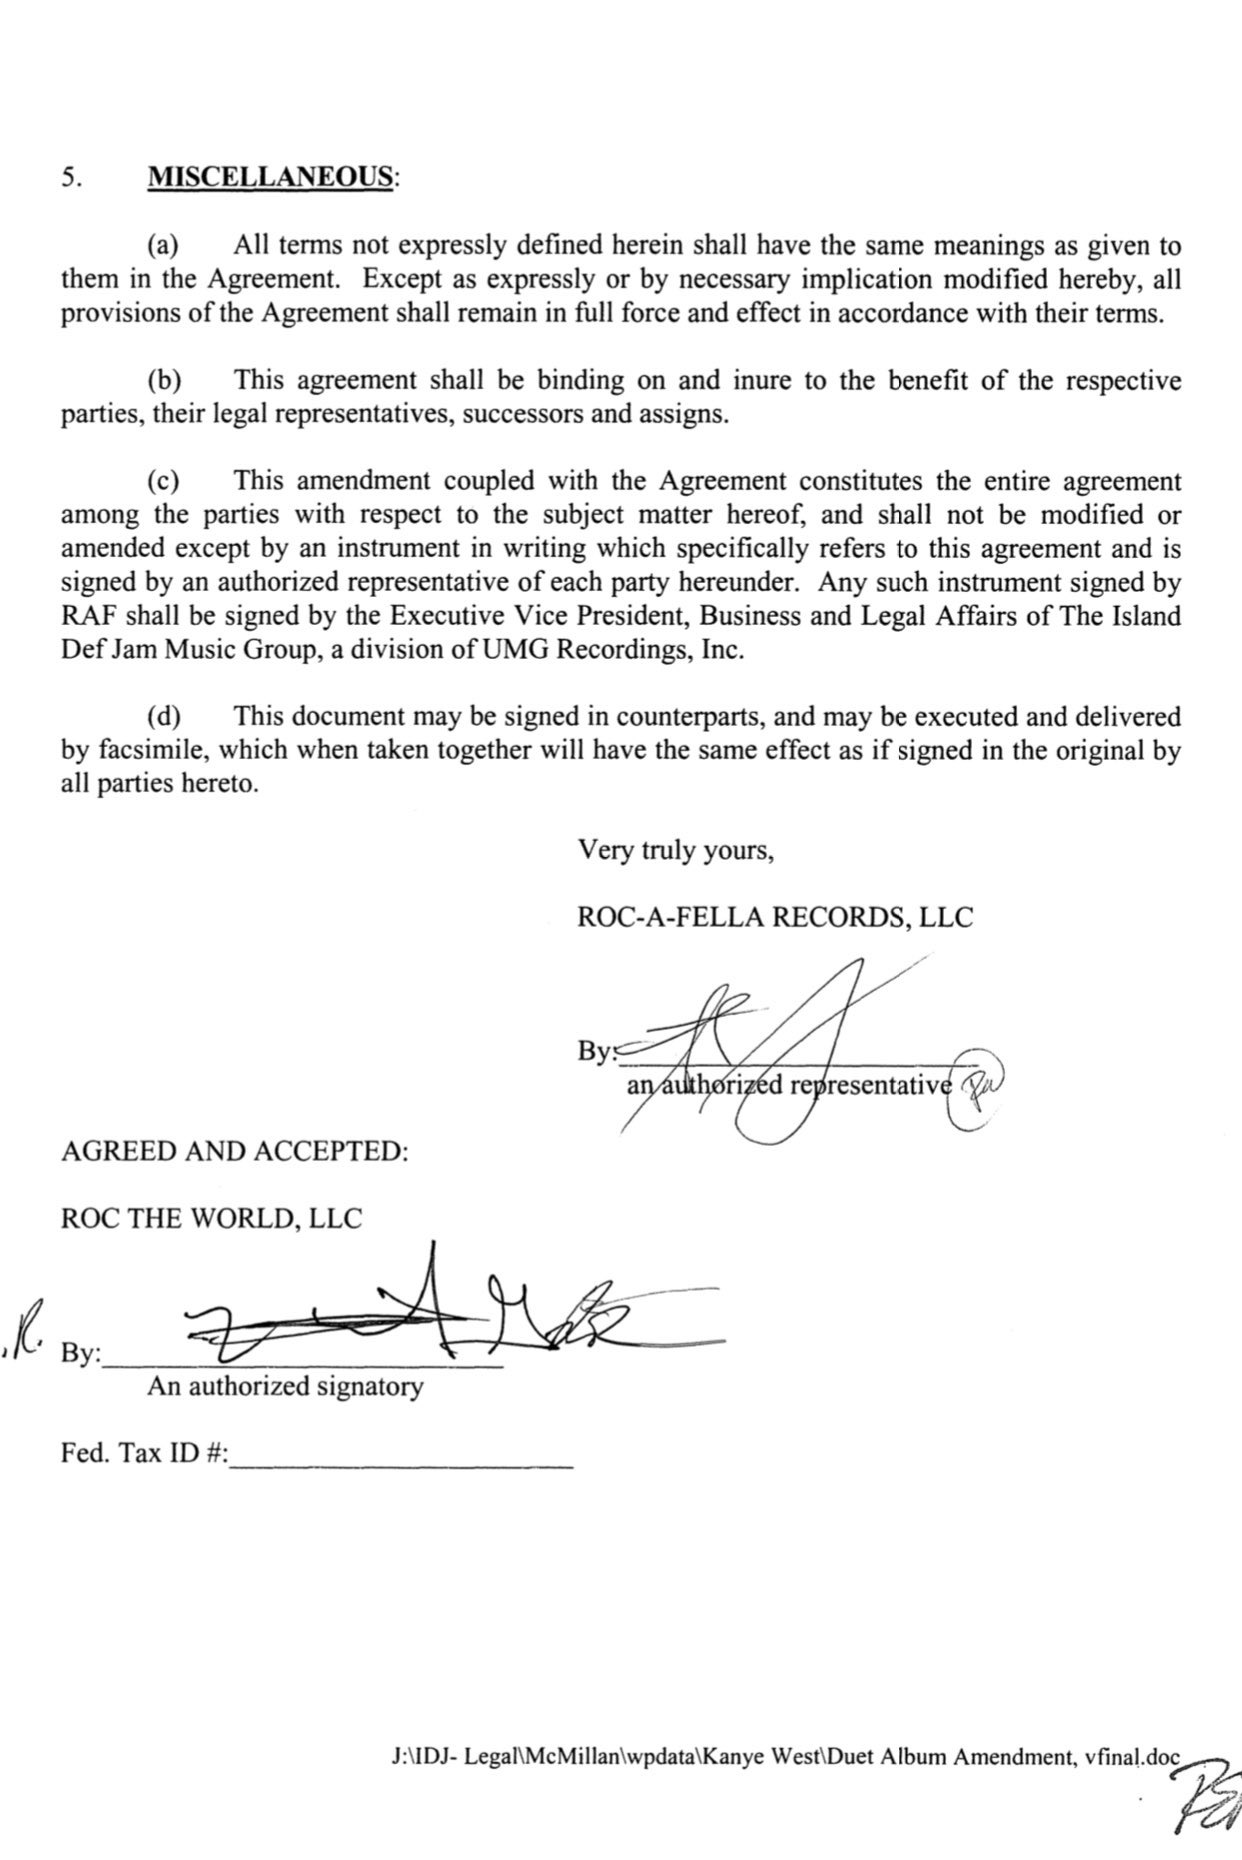 5. MISCELLANEOUS:
(a) All terms not expressly defined herein shall have the same meanings as given to
them in the Agreement. Except as expressly or by necessary implication modified hereby, all
provisions of the Agreement shall remain in full force and effect in accordance with their terms.
(b) This agreement shall be binding on and inure to the benefit of the respective
parties, their legal representatives, successors and assigns.
(c) This amendment coupled with the Agreement constitutes the entire agreement
among the parties with respect to the subject matter hereof, and shall not be modified or
amended except by an instrument in writing which specifically refers to this agreement and is
signed by an authorized representative of each party hereunder. Any such instrument signed by
RAF shall be signed by the Executive Vice President, Business and Legal Affairs of The Island
Def Jam Music Group, a division of UMG Recordings, Inc.
(d) This document may be signed in counterparts, and may be executed and delivered
by facsimile, which when taken together will have the same effect as if signed in the original by
all parties hereto.
Very truly yours,
ROC-A-FELLA RECORDS, LLC
By:
an authorized representative
AGREED AND ACCEPTED:
ROC THE WORLD, LLC
By:
An authorized signatory
Fed. Tax ID #:
J:\IDJ- Legal\McMillan\wpdata\Kanye West\Duet Album Amendment, vfinal.doc